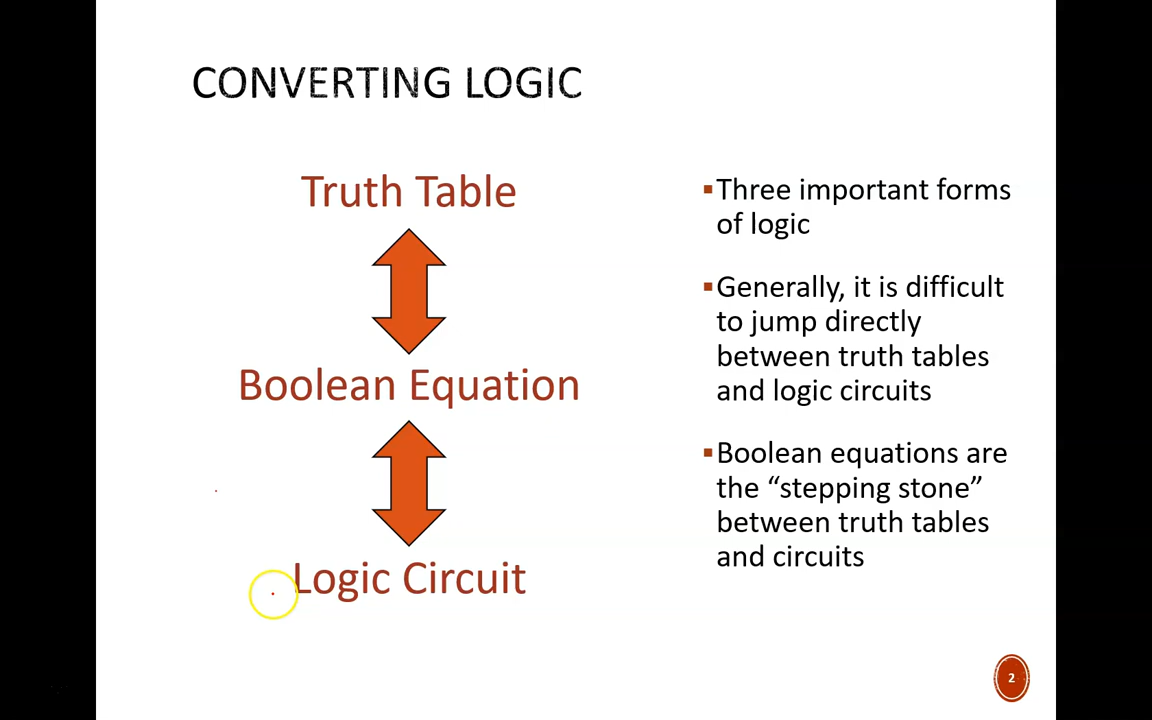 CONVERTING LOGIC
Truth Table
Boolean Equation
Logic Circuit
▪Three important forms
of logic
▪Generally, it is difficult
to jump directly
between truth tables
and logic circuits
▪Boolean equations are
the “stepping stone”
between truth tables
and circuits
2